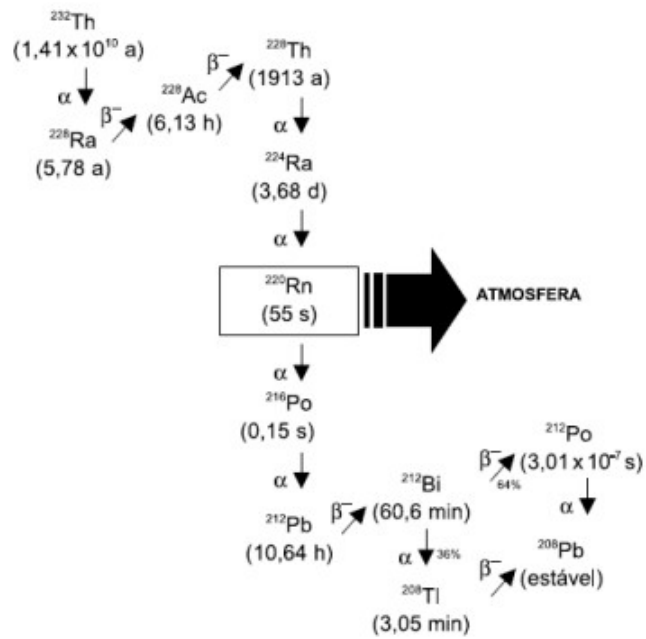 ²³²Th
(1,41 x 10¹⁰ a)
α
²²⁸Ra
(5,78 a)
β⁻
²²⁸Ac
(6,13 h)
β⁻
²²⁸Th
(1913 a)
α
²²⁴Ra
(3,68 d)
α
²²⁰Rn
(55 s)
ATMOSFERA
α
²¹⁶Po
(0,15 s)
α
²¹²Pb
(10,64 h)
β⁻
²¹²Bi
(60,6 min)
β⁻
64%
²¹²Po
(3,01 x 10⁻⁷ s)
α
α
36%
²⁰⁸Tl
(3,05 min)
β⁻
²⁰⁸Pb
(estável)